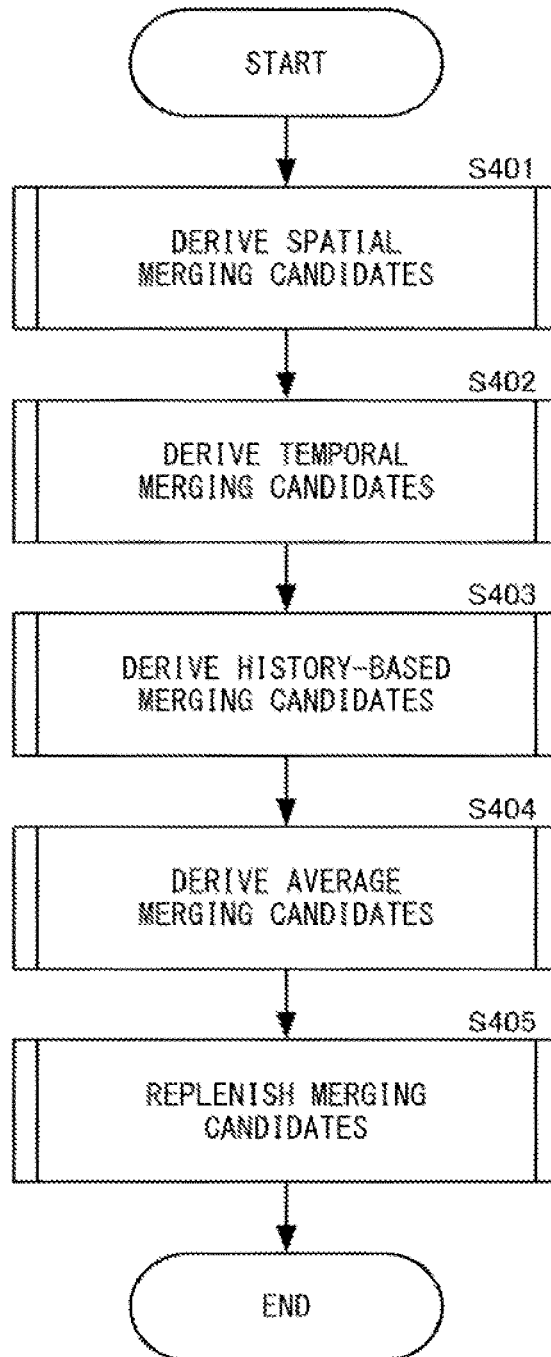 START
S401
DERIVE SPATIAL
MERGING CANDIDATES
S402
DERIVE TEMPORAL
MERGING CANDIDATES
S403
DERIVE HISTORY-BASED
MERGING CANDIDATES
S404
DERIVE AVERAGE
MERGING CANDIDATES
S405
REPLENISH MERGING
CANDIDATES
END